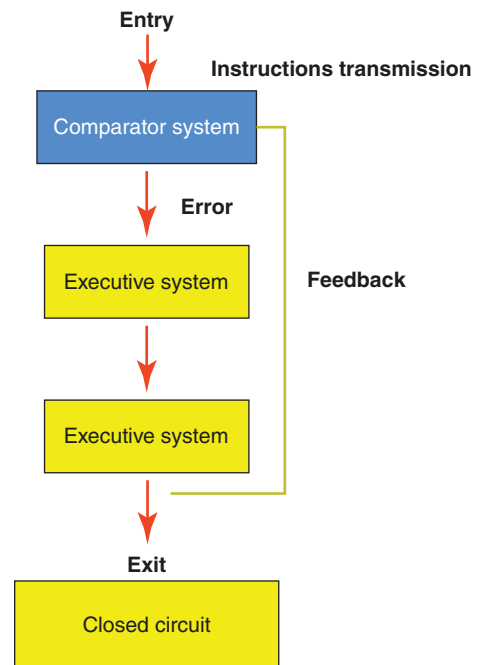 Entry
Instructions transmission
Comparator system
Error
Executive system
Feedback
Executive system
Exit
Closed circuit